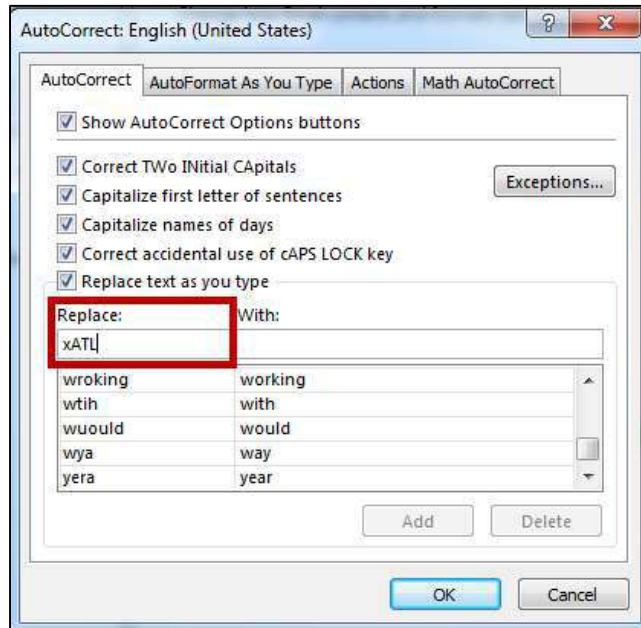 AutoCorrect: English (United States)
AutoCorrect AutoFormat As You Type Actions Math AutoCorrect
Show AutoCorrect Options buttons
Correct TWo INitial CApitals
Exceptions...
Capitalize first letter of sentences
Capitalize names of days
Correct accidental use of cAPS LOCK key
Replace text as you type
Replace: With:
xATL
wroking working
wtih with
wuould would
wya way
yera year
Add Delete
OK Cancel